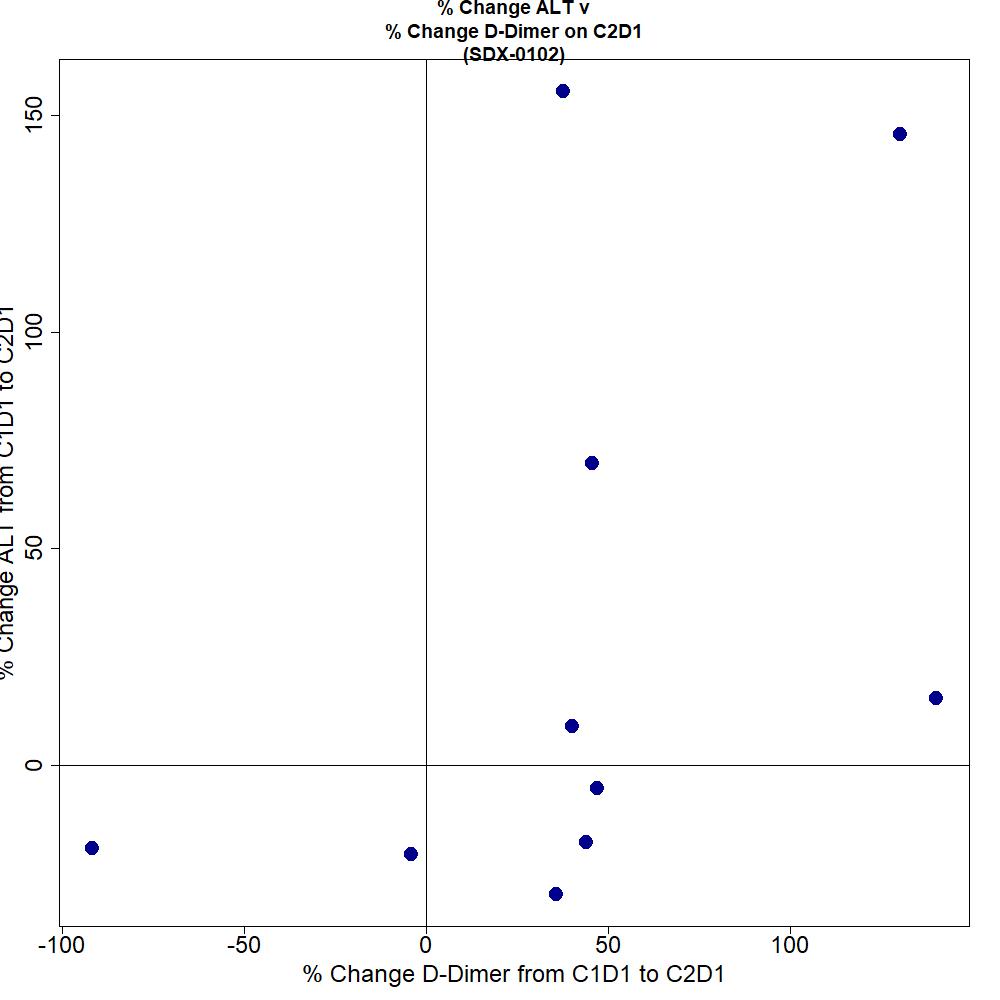 % Change ALT v
% Change D-Dimer on C2D1
(SDX-0102)
% Change ALT from C1D1 to C2D1
150
100
50
0
-100 -50 0 50 100
% Change D-Dimer from C1D1 to C2D1